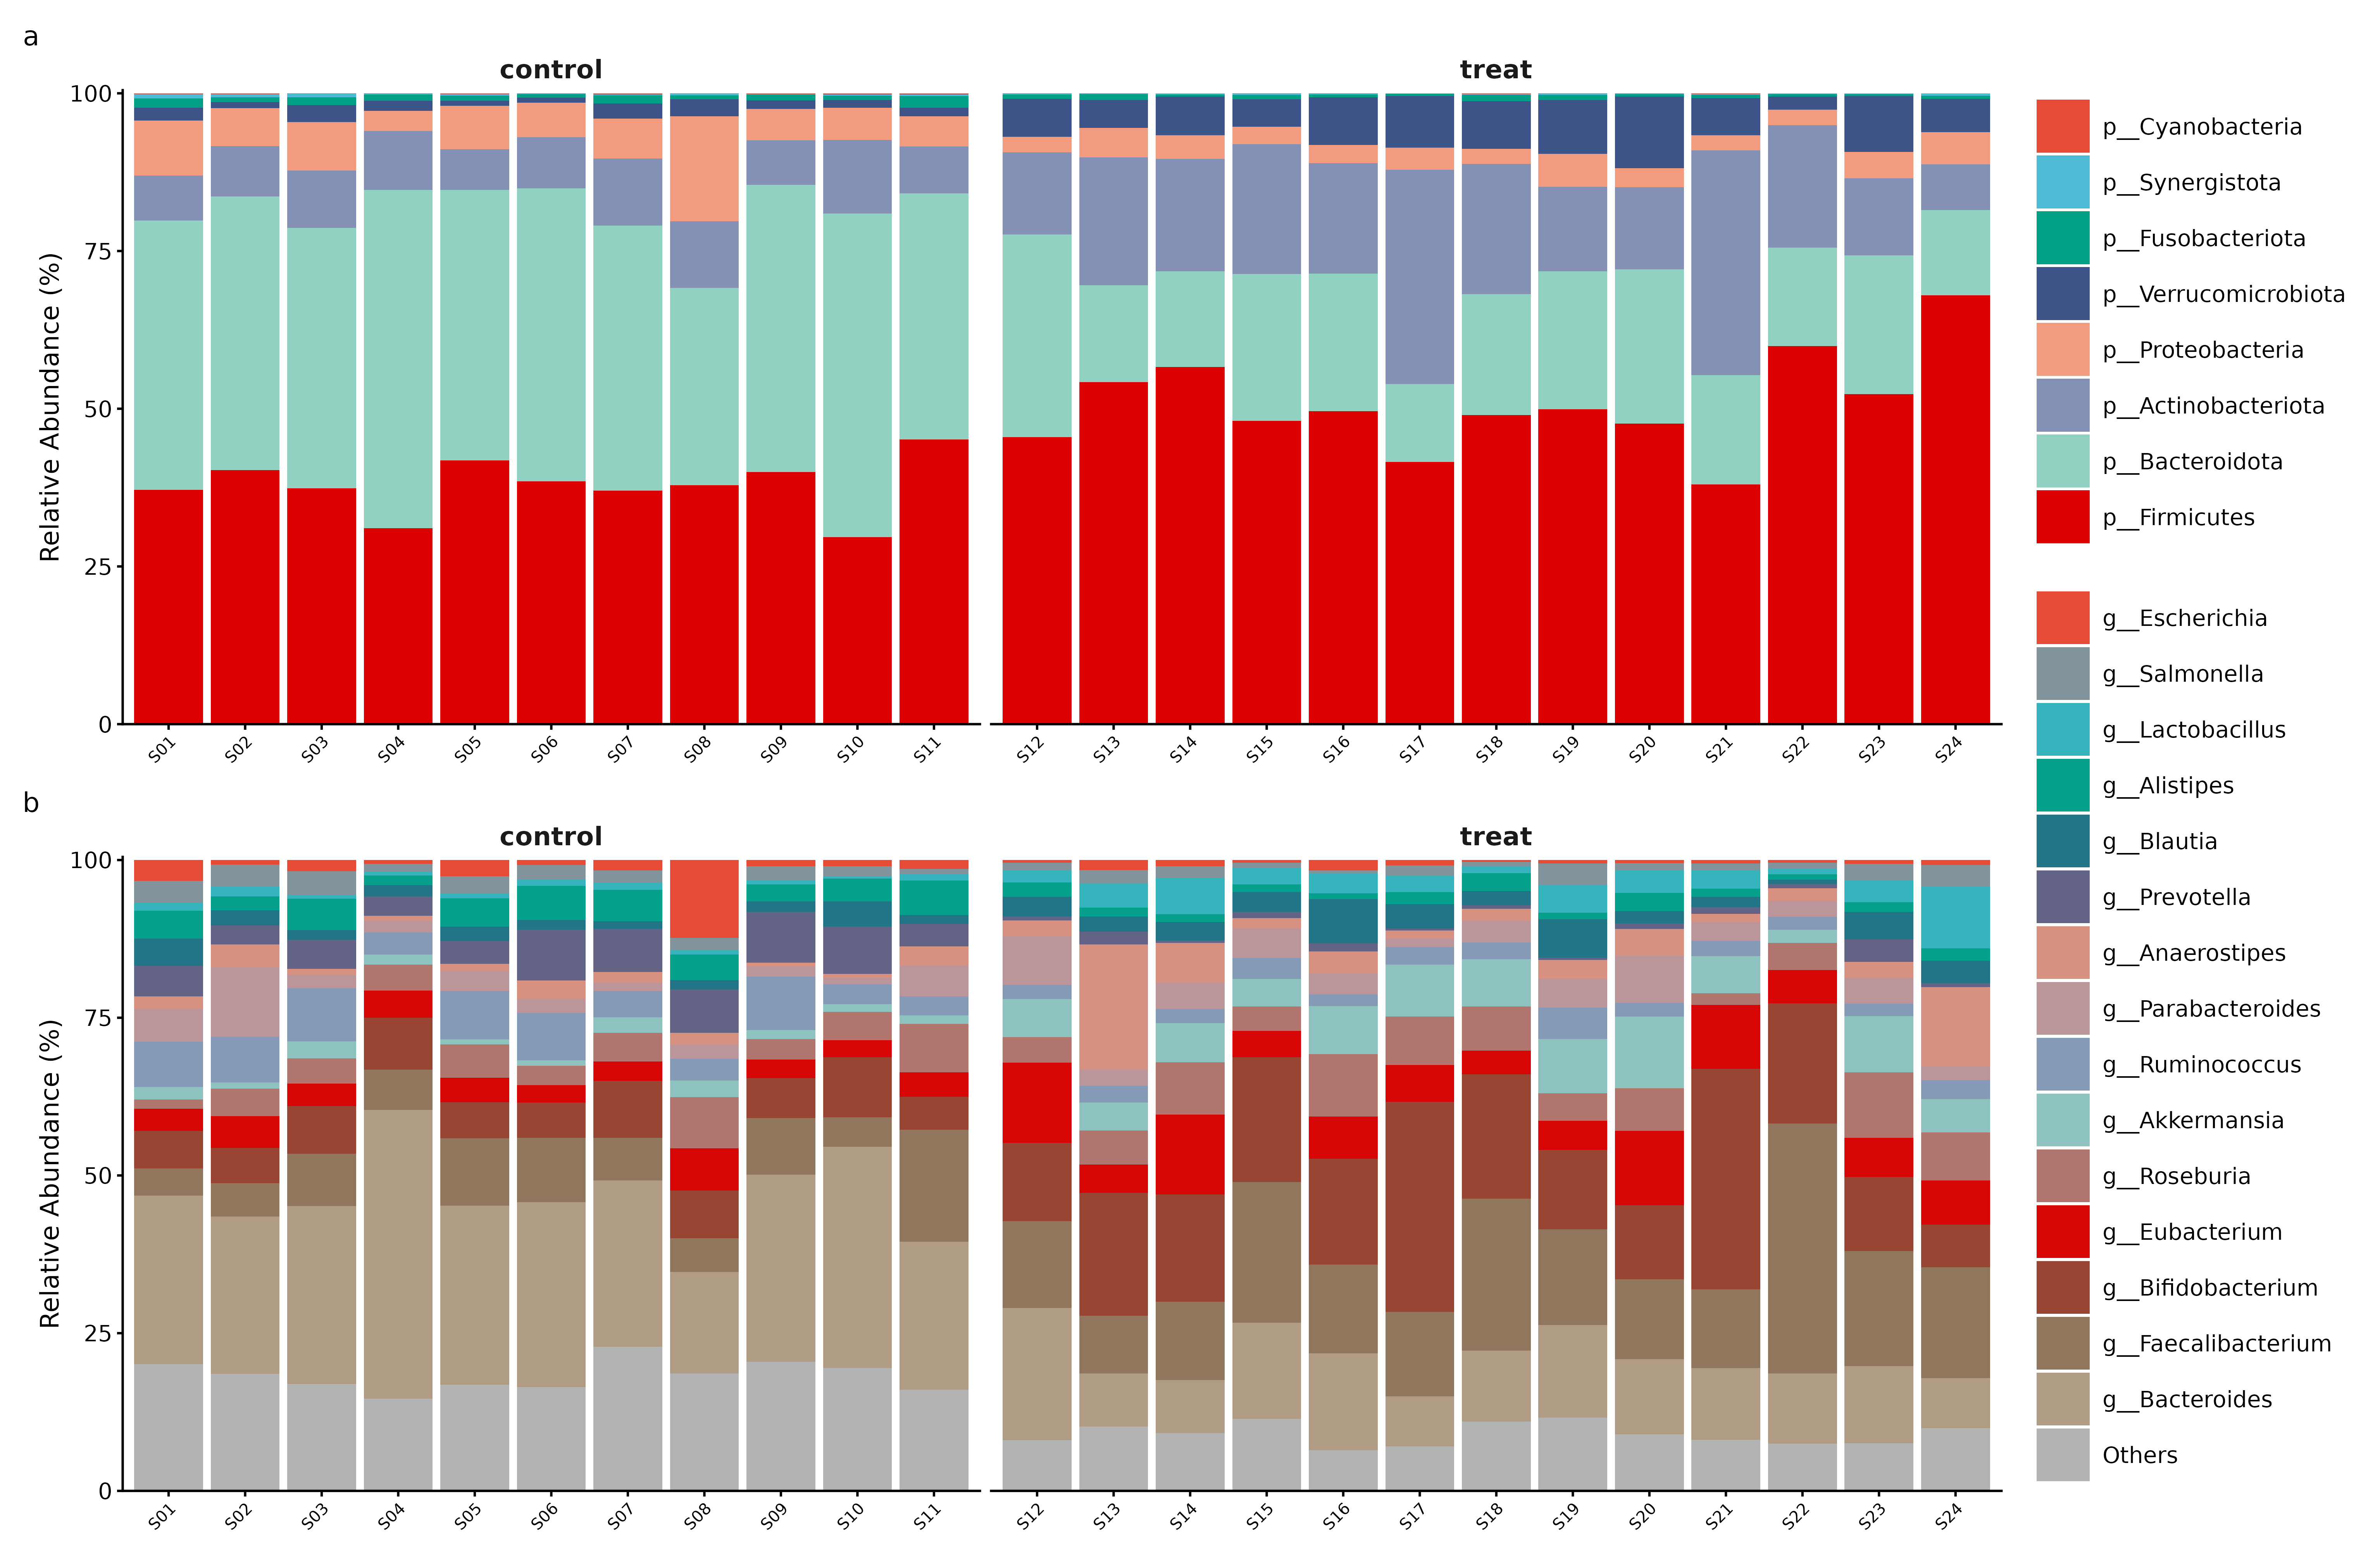 a
control
treat
Relative Abundance (%)
100
75
50
25
0
S01 S02 S03 S04 S05 S06 S07 S08 S09 S10 S11
S12 S13 S14 S15 S16 S17 S18 S19 S20 S21 S22 S23 S24
p__Cyanobacteria
p__Synergistota
p__Fusobacteriota
p__Verrucomicrobiota
p__Proteobacteria
p__Actinobacteriota
p__Bacteroidota
p__Firmicutes
b
control
treat
Relative Abundance (%)
100
75
50
25
0
S01 S02 S03 S04 S05 S06 S07 S08 S09 S10 S11
S12 S13 S14 S15 S16 S17 S18 S19 S20 S21 S22 S23 S24
g__Escherichia
g__Salmonella
g__Lactobacillus
g__Alistipes
g__Blautia
g__Prevotella
g__Anaerostipes
g__Parabacteroides
g__Ruminococcus
g__Akkermansia
g__Roseburia
g__Eubacterium
g__Bifidobacterium
g__Faecalibacterium
g__Bacteroides
Others